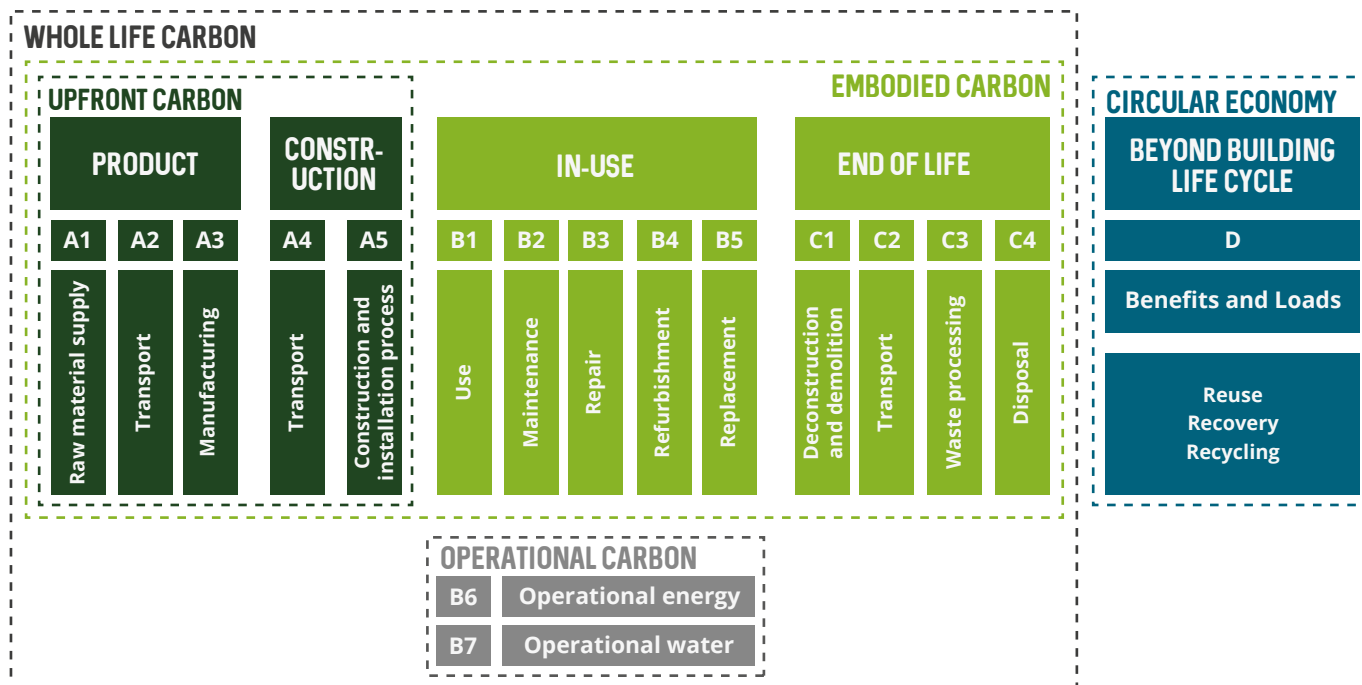 WHOLE LIFE CARBON
UPFRONT CARBON
EMBODIED CARBON
CIRCULAR ECONOMY
PRODUCT
CONSTR-
UCTION
IN-USE
END OF LIFE
BEYOND BUILDING
LIFE CYCLE
A1
A2
A3
A4
A5
B1
B2
B3
B4
B5
C1
C2
C3
C4
D
Raw material supply
Transport
Manufacturing
Transport
Construction and
installation process
Use
Maintenance
Repair
Refurbishment
Replacement
Deconstruction
and demolition
Transport
Waste processing
Disposal
Benefits and Loads
Reuse
Recovery
Recycling
OPERATIONAL CARBON
B6
Operational energy
B7
Operational water